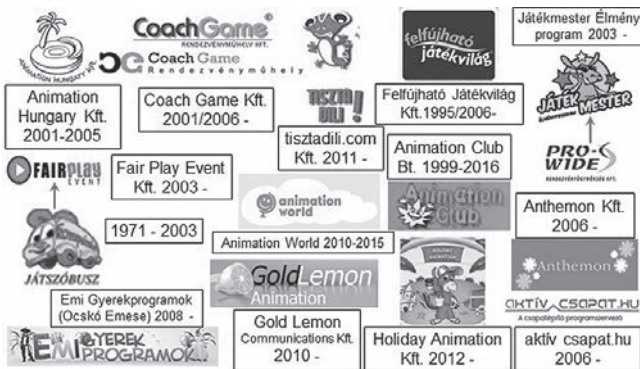 ANIMATION HUNGARY KFT.
Animation
Hungary Kft.
2001-2005
CoachGame
RENDEZVÉNYMŰHELY KFT.
Coach Game
Rendezvényműhely
Coach Game Kft.
2001/2006 -
TISZTA
DILI!
tisztadili.com
Kft. 2011 -
felfújható
játékvilág
Felfújható Játékvilág
Kft.1995/2006-
Játékmester Élmény
program 2003 -
JÁTÉK
MESTER
FAIRPLAY
EVENT
Fair Play Event
Kft. 2003 -
JÁTSZÓBUSZ
1971 - 2003
animation
world
Animation World 2010-2015
Animation Club
Bt. 1999-2016
Animation
Club
PRO-
WIDE
Anthemon Kft.
2006 -
Anthemon
Emi Gyerekprogramok
(Ocskó Emese) 2008 -
EMI GYEREK
PROGRAMOK
GoldLemon
Animation
Gold Lemon
Communications Kft.
2010 -
HOLIDAY
ANIMATION
Holiday Animation
Kft. 2012 -
AKTÍV CSAPAT.HU
A csapatépítő programszervező
aktív csapat.hu
2006 -